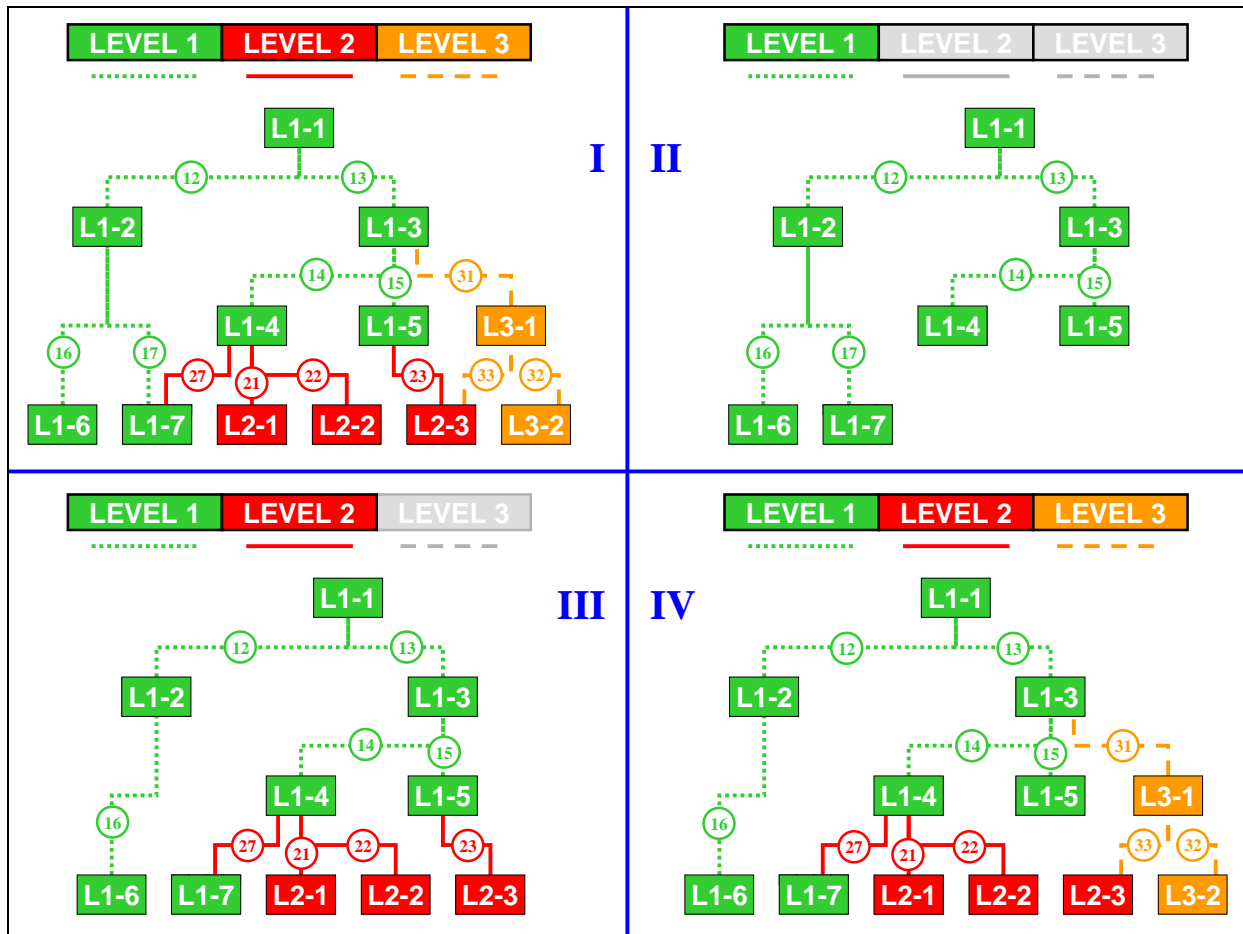 LEVEL 1 LEVEL 2 LEVEL 3
L1-1
I
12 13
L1-2 L1-3
14 15 31
L1-4 L1-5 L3-1
16 17 27 21 22 23 33 32
L1-6 L1-7 L2-1 L2-2 L2-3 L3-2
LEVEL 1 LEVEL 2 LEVEL 3
L1-1
II
12 13
L1-2 L1-3
14 15
L1-4 L1-5
16 17
L1-6 L1-7
LEVEL 1 LEVEL 2 LEVEL 3
L1-1
III
12 13
L1-2 L1-3
14 15
L1-4 L1-5
16 27 21 22 23
L1-6 L1-7 L2-1 L2-2 L2-3
LEVEL 1 LEVEL 2 LEVEL 3
L1-1
IV
12 13
L1-2 L1-3
14 15 31
L1-4 L1-5 L3-1
16 27 21 22 33 32
L1-6 L1-7 L2-1 L2-2 L2-3 L3-2